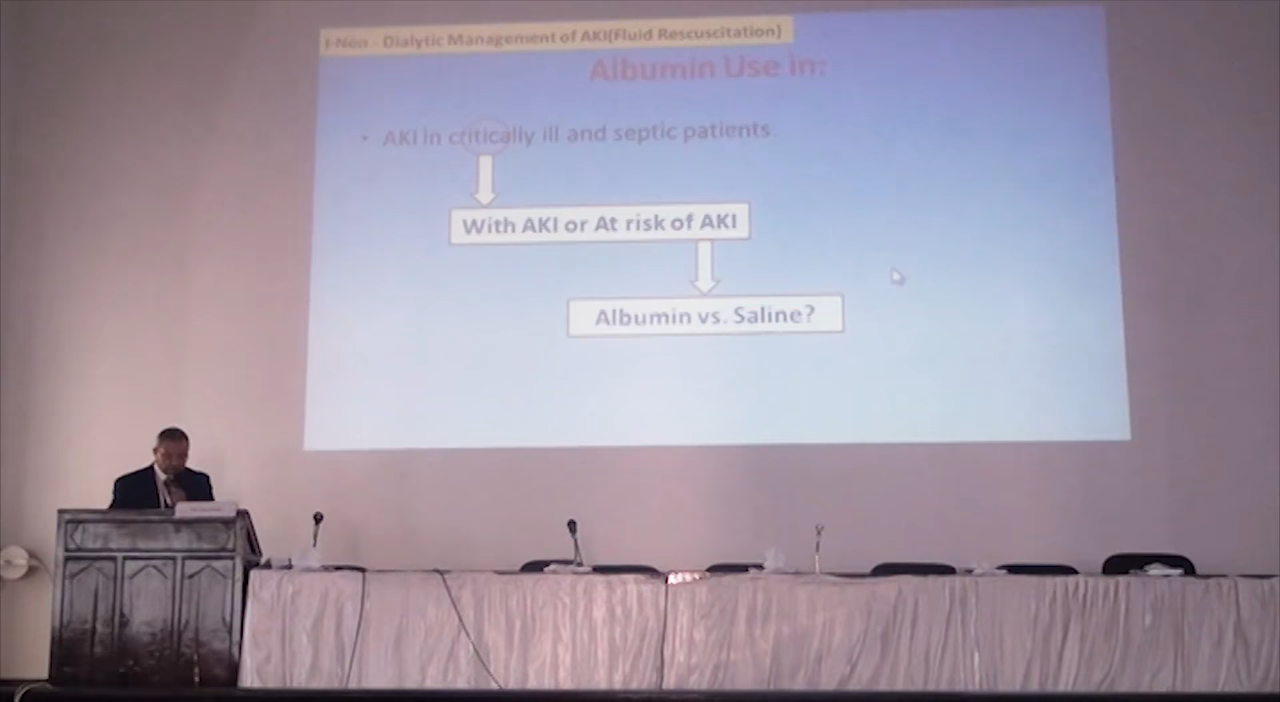 I-Non - Dialytic Management of AKI(Fluid Rescuscitation)
Albumin Use in:
• AKI in critically ill and septic patients.
With AKI or At risk of AKI
Albumin vs. Saline?